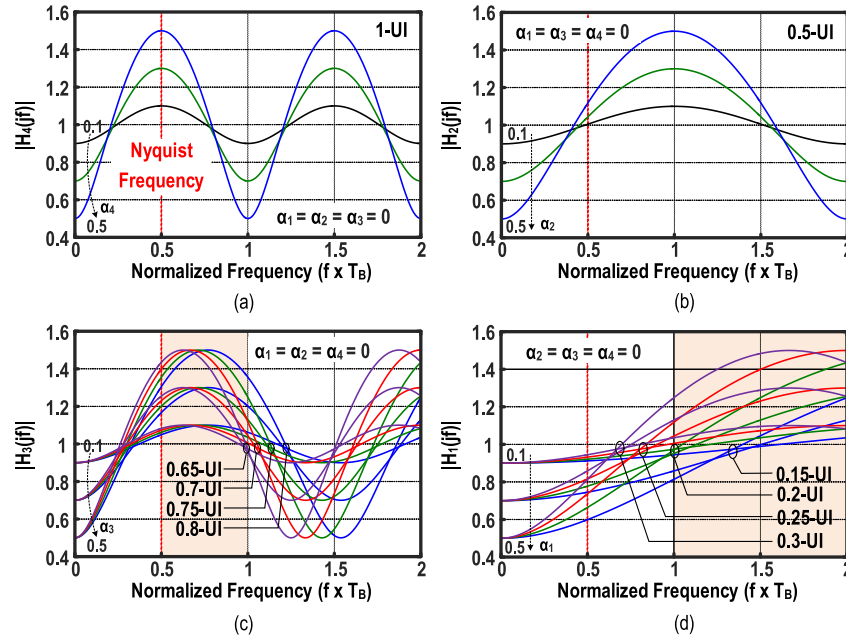 1.6
1.4
1.2
1
0.8
0.6
0.4
|H4(jf)|
1-UI
0.1
α4
0.5
Nyquist
Frequency
α1 = α2 = α3 = 0
0 0.5 1 1.5 2
Normalized Frequency (f x TB)
(a)
1.6
1.4
1.2
1
0.8
0.6
0.4
|H2(jf)|
α1 = α3 = α4 = 0
0.5-UI
0.1
0.5 α2
0 0.5 1 1.5 2
Normalized Frequency (f x TB)
(b)
1.6
1.4
1.2
1
0.8
0.6
0.4
|H3(jf)|
α1 = α2 = α4 = 0
0.1
0.65-UI
0.7-UI
0.75-UI
0.8-UI
α3
0.5
0 0.5 1 1.5 2
Normalized Frequency (f x TB)
(c)
1.6
1.4
1.2
1
0.8
0.6
0.4
|H1(jf)|
α2 = α3 = α4 = 0
0.1
0.15-UI
0.2-UI
0.25-UI
0.3-UI
0.5 α1
0 0.5 1 1.5 2
Normalized Frequency (f x TB)
(d)